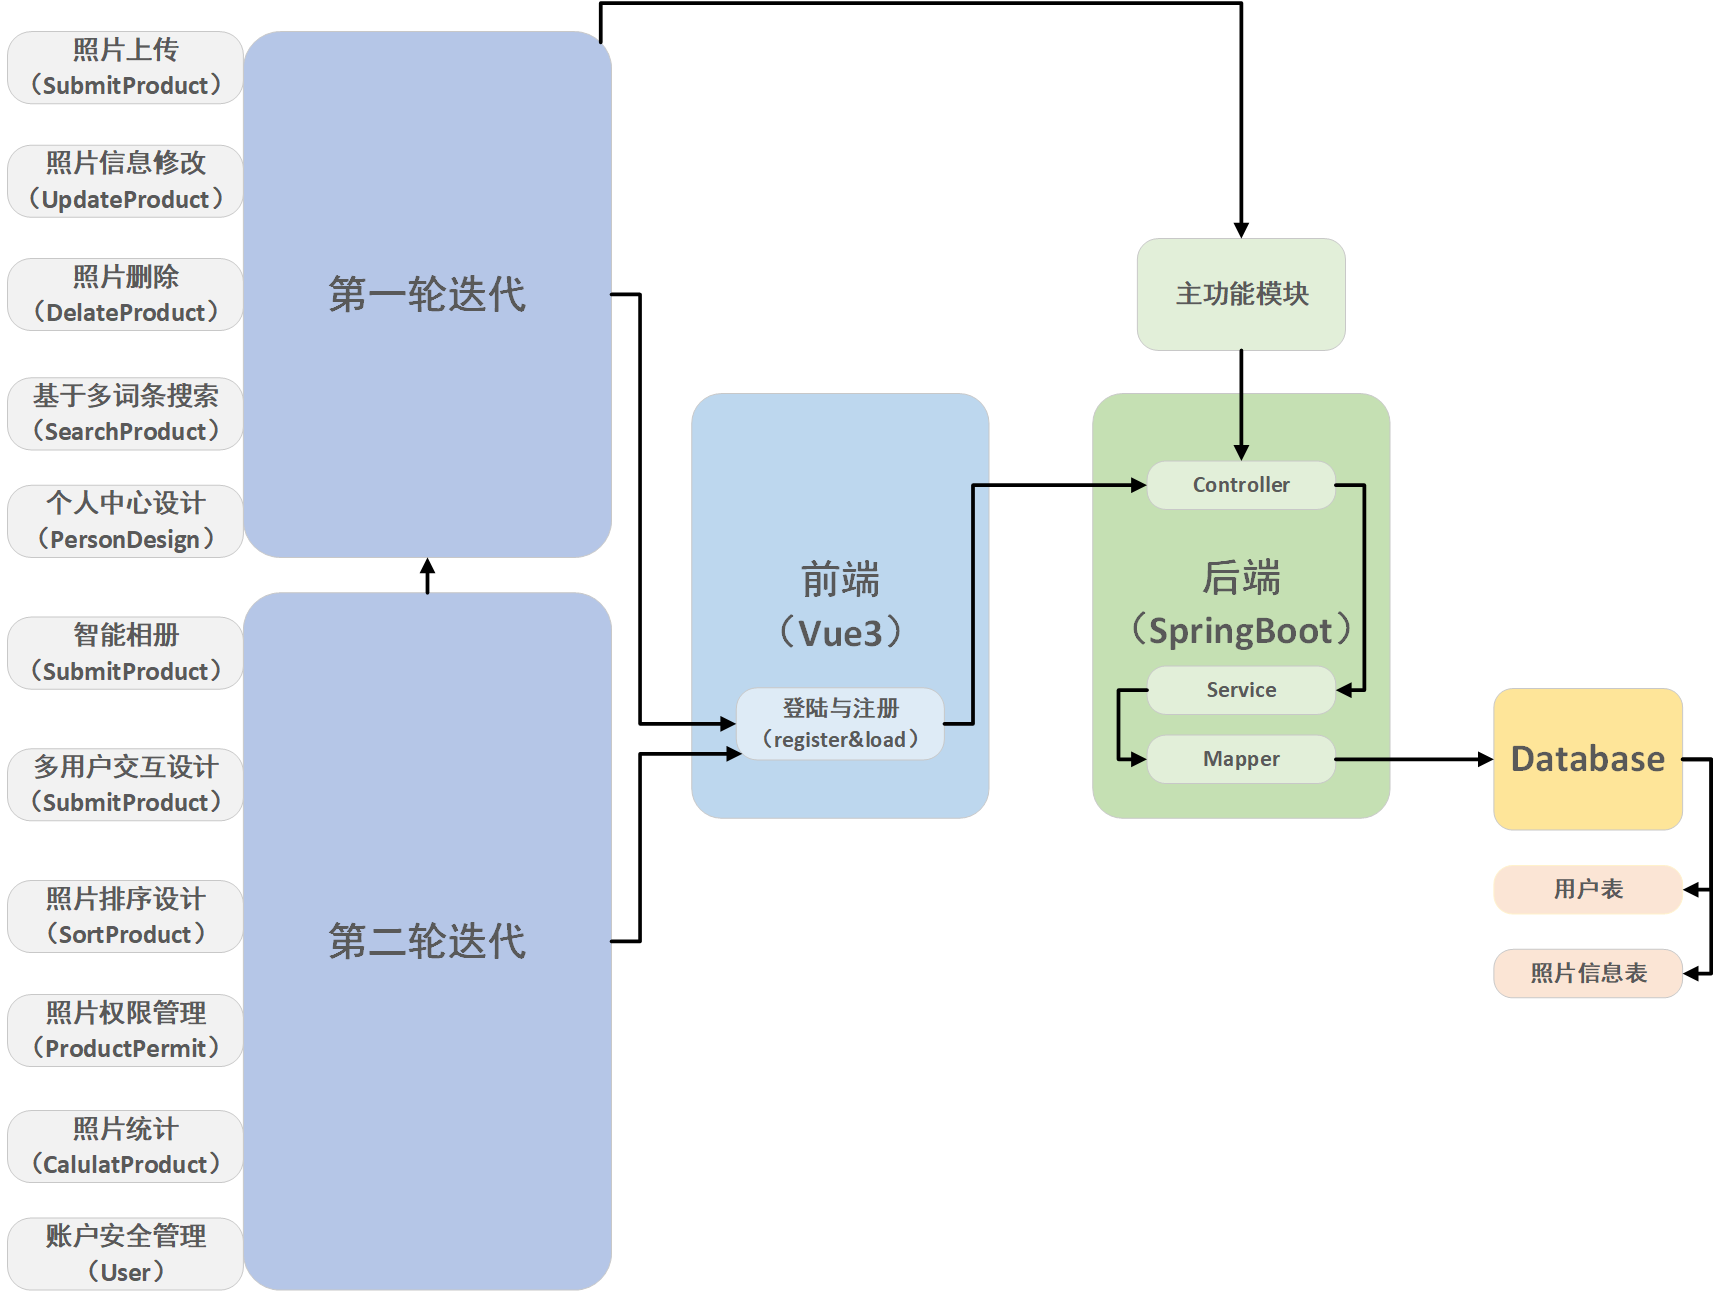 照片上传
（SubmitProduct）
照片信息修改
（UpdateProduct）
照片删除
（DelateProduct）
基于多词条搜索
（SearchProduct）
个人中心设计
（PersonDesign）
第一轮迭代
智能相册
（SubmitProduct）
多用户交互设计
（SubmitProduct）
照片排序设计
（SortProduct）
照片权限管理
（ProductPermit）
照片统计
（CalulatProduct）
账户安全管理
（User）
第二轮迭代
前端
（Vue3）
登陆与注册
（register&load）
主功能模块
Controller
后端
（SpringBoot）
Service
Mapper
Database
用户表
照片信息表